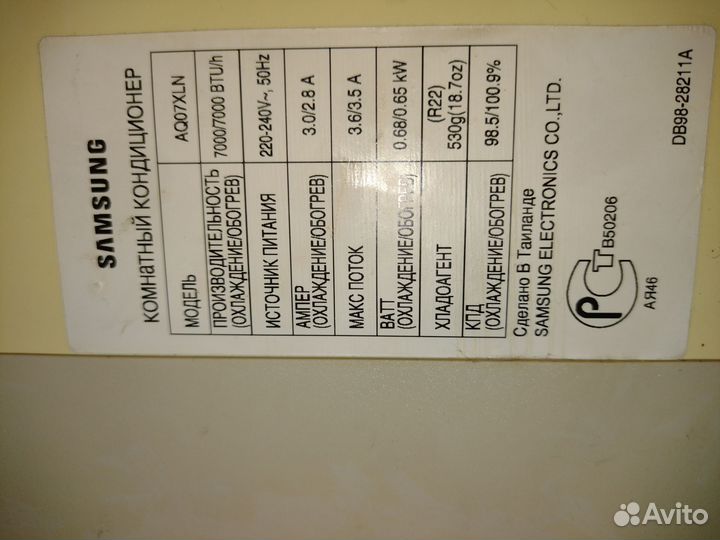 SAMSUNG
КОМНАТНЫЙ КОНДИЦИОНЕР
МОДЕЛЬ AQ07XLN
ПРОИЗВОДИТЕЛЬНОСТЬ
(ОХЛАЖДЕНИЕ/ОБОГРЕВ) 7000/7000 BTU/h
ИСТОЧНИК ПИТАНИЯ 220-240V~, 50Hz
АМПЕР
(ОХЛАЖДЕНИЕ/ОБОГРЕВ) 3.0/2.8 A
МАКС ПОТОК 3.6/3.5 A
ВАТТ
(ОХЛАЖДЕНИЕ/ОБОГРЕВ) 0.68/0.65 kW
ХЛАДОАГЕНТ (R22)
530g(18.7oz)
КПД
(ОХЛАЖДЕНИЕ/ОБОГРЕВ) 98.5/100.9%
Сделано В Таиланде
SAMSUNG ELECTRONICS CO.,LTD.
РСТ
В50206
АЯ46
DB98-28211A
Avito